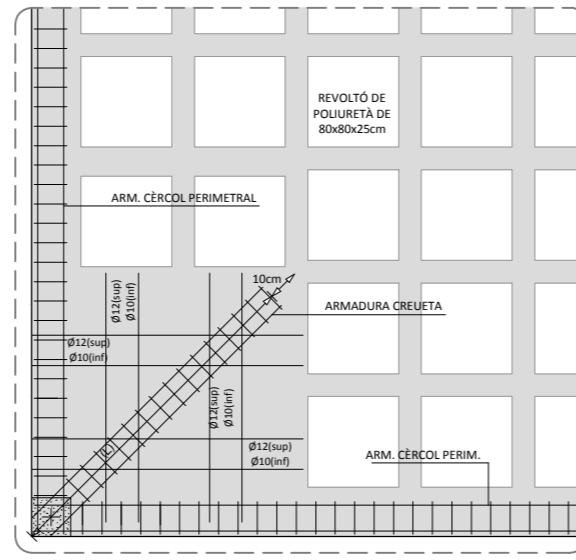 REVOLTÓ DE
POLIURETÀ DE
80x80x25cm
ARM. CÈRCOL PERIMETRAL
10cm
Ø12(sup)
Ø10(inf)
ARMADURA CREUETA
Ø12(sup)
Ø10(inf)
Ø12(sup)
Ø10(inf)
Ø12(sup)
Ø10(inf)
ARM. CÈRCOL PERIM.
L